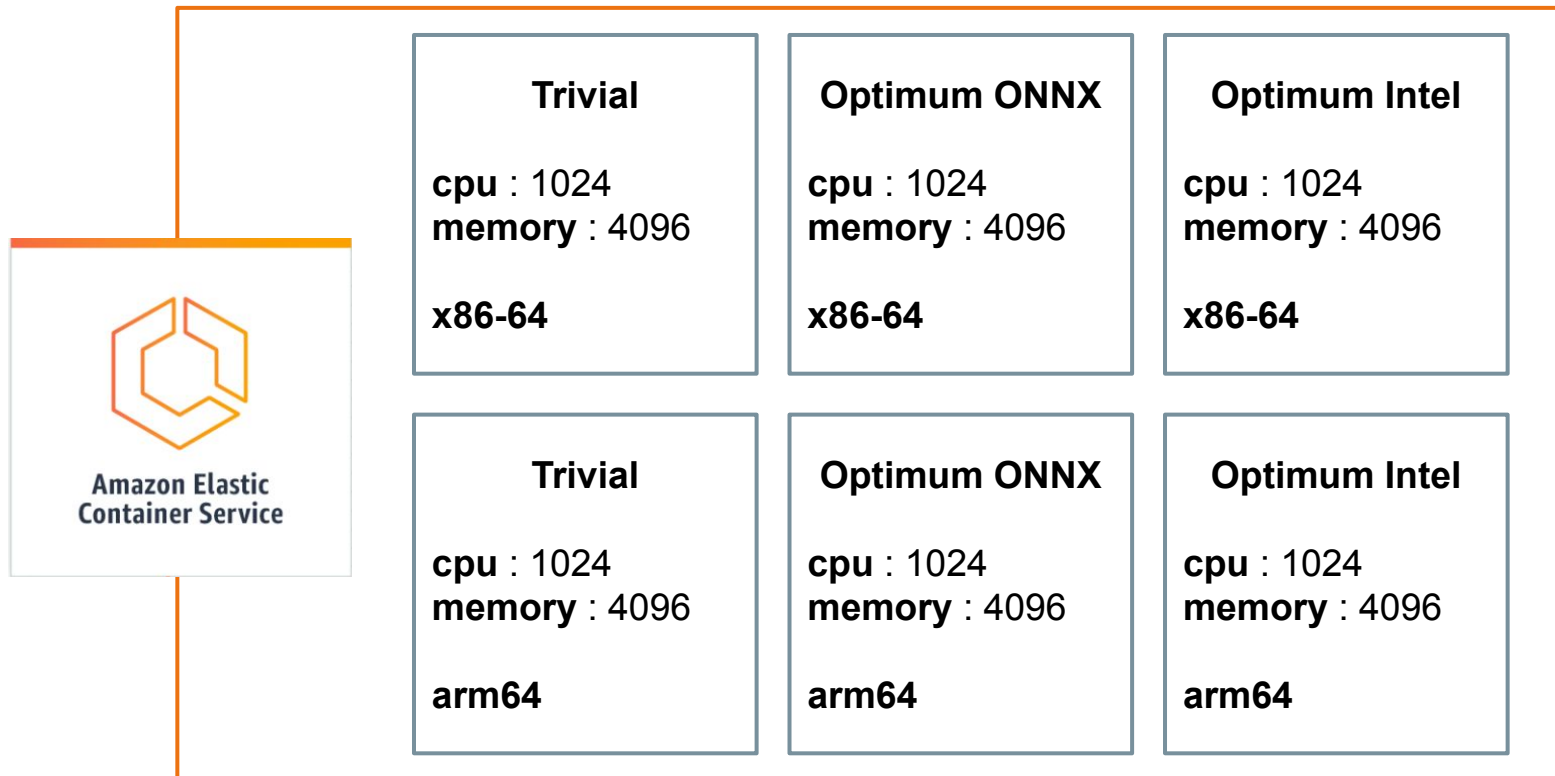 Trivial
cpu : 1024
memory : 4096
x86-64
Optimum ONNX
cpu : 1024
memory : 4096
x86-64
Optimum Intel
cpu : 1024
memory : 4096
x86-64
Amazon Elastic
Container Service
Trivial
cpu : 1024
memory : 4096
arm64
Optimum ONNX
cpu : 1024
memory : 4096
arm64
Optimum Intel
cpu : 1024
memory : 4096
arm64